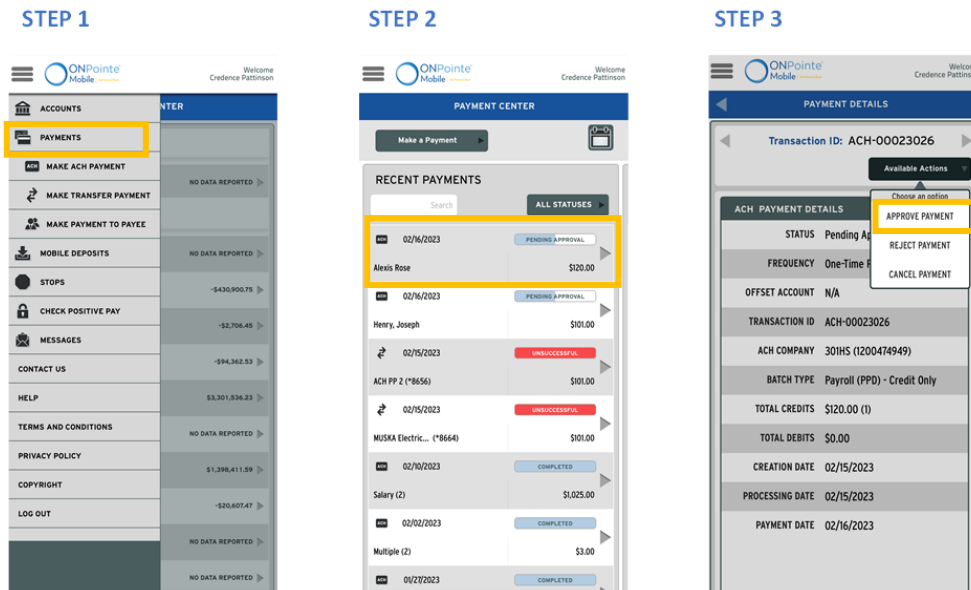 STEP 1
ONPointe
Mobile
Welcome
Credence Pattinson
NTER
ACCOUNTS
PAYMENTS
ACH MAKE ACH PAYMENT
MAKE TRANSFER PAYMENT
MAKE PAYMENT TO PAYEE
MOBILE DEPOSITS
STOPS
CHECK POSITIVE PAY
MESSAGES
CONTACT US
HELP
TERMS AND CONDITIONS
PRIVACY POLICY
COPYRIGHT
LOG OUT
NO DATA REPORTED
NO DATA REPORTED
-$430,900.75
-$2,706.45
-$94,362.53
$3,301,536.23
NO DATA REPORTED
$1,398,411.59
-$20,607.47
NO DATA REPORTED
NO DATA REPORTED
STEP 2
ONPointe
Mobile
Welcome
Credence Pattinson
PAYMENT CENTER
Make a Payment
RECENT PAYMENTS
Search
ALL STATUSES
ACH 02/16/2023 PENDING APPROVAL
Alexis Rose $120.00
ACH 02/16/2023 PENDING APPROVAL
Henry, Joseph $101.00
02/15/2023 UNSUCCESSFUL
ACH PP 2 (*8656) $101.00
02/15/2023 UNSUCCESSFUL
MUSKA Electric... (*8664) $101.00
ACH 02/10/2023 COMPLETED
Salary (2) $1,025.00
ACH 02/02/2023 COMPLETED
Multiple (2) $3.00
ACH 01/27/2023 COMPLETED
STEP 3
ONPointe
Mobile
Welcom
Credence Pattins
PAYMENT DETAILS
Transaction ID: ACH-00023026
Available Actions
Choose an option
APPROVE PAYMENT
REJECT PAYMENT
CANCEL PAYMENT
ACH PAYMENT DETAILS
STATUS Pending Ap
FREQUENCY One-Time P
OFFSET ACCOUNT N/A
TRANSACTION ID ACH-00023026
ACH COMPANY 301HS (1200474949)
BATCH TYPE Payroll (PPD) - Credit Only
TOTAL CREDITS $120.00 (1)
TOTAL DEBITS $0.00
CREATION DATE 02/15/2023
PROCESSING DATE 02/15/2023
PAYMENT DATE 02/16/2023